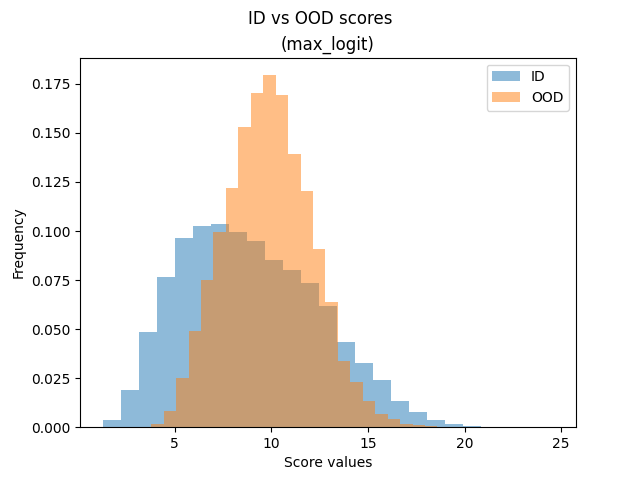 ID vs OOD scores
(max_logit)
ID
OOD
0.175
0.150
0.125
0.100
0.075
0.050
0.025
0.000
Frequency
5
10
15
20
25
Score values